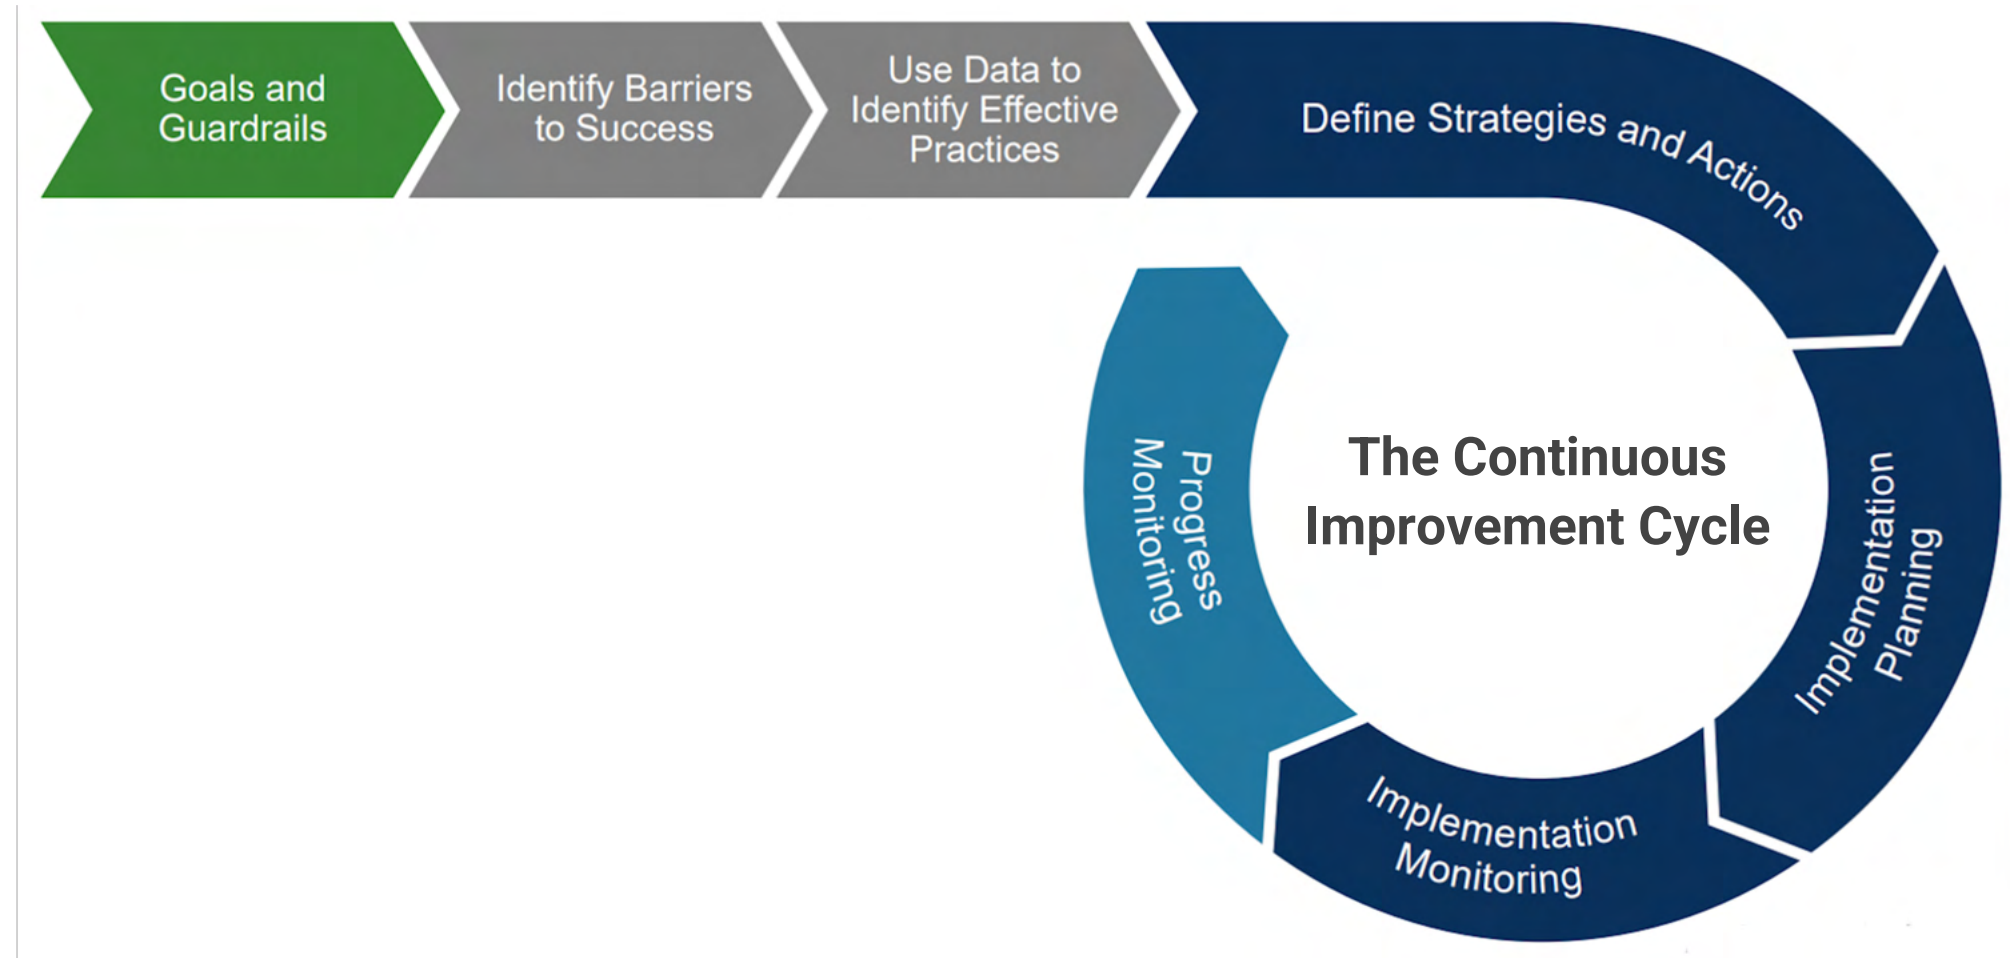 Goals and
Guardrails
Identify Barriers
to Success
Use Data to
Identify Effective
Practices
Define Strategies and Actions
Implementation
Planning
Implementation
Monitoring
Progress
Monitoring
The Continuous
Improvement Cycle